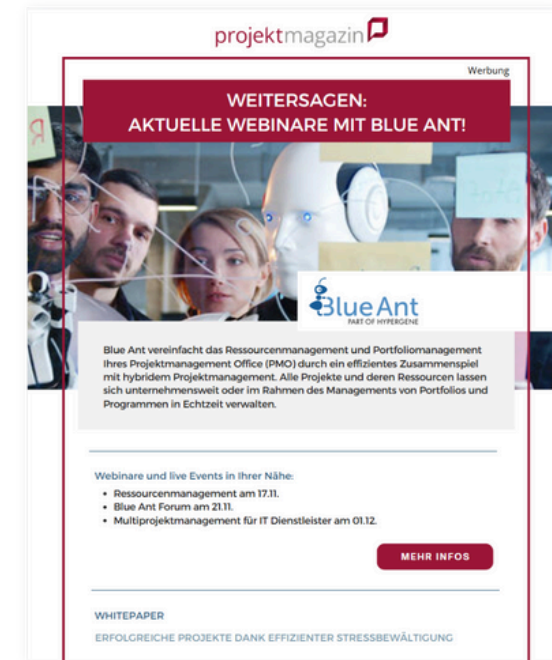 projektmagazin
Werbung
WEITERSAGEN:
AKTUELLE WEBINARE MIT BLUE ANT!
Blue Ant
PART OF HYPERGENE
Blue Ant vereinfacht das Ressourcenmanagement und Portfoliomanagement
Ihres Projektmanagement Office (PMO) durch ein effizientes Zusammenspiel
mit hybridem Projektmanagement. Alle Projekte und deren Ressourcen lassen
sich unternehmensweit oder im Rahmen des Managements von Portfolios und
Programmen in Echtzeit verwalten.
Webinare und live Events in Ihrer Nähe:
• Ressourcenmanagement am 17.11.
• Blue Ant Forum am 21.11.
• Multiprojektmanagement für IT Dienstleister am 01.12.
MEHR INFOS
WHITEPAPER
ERFOLGREICHE PROJEKTE DANK EFFIZIENTER STRESSBEWÄLTIGUNG